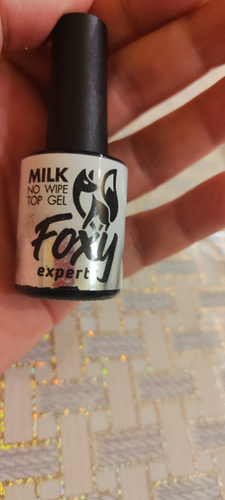 MILK
NO WIPE
TOP GEL
Foxy
expert